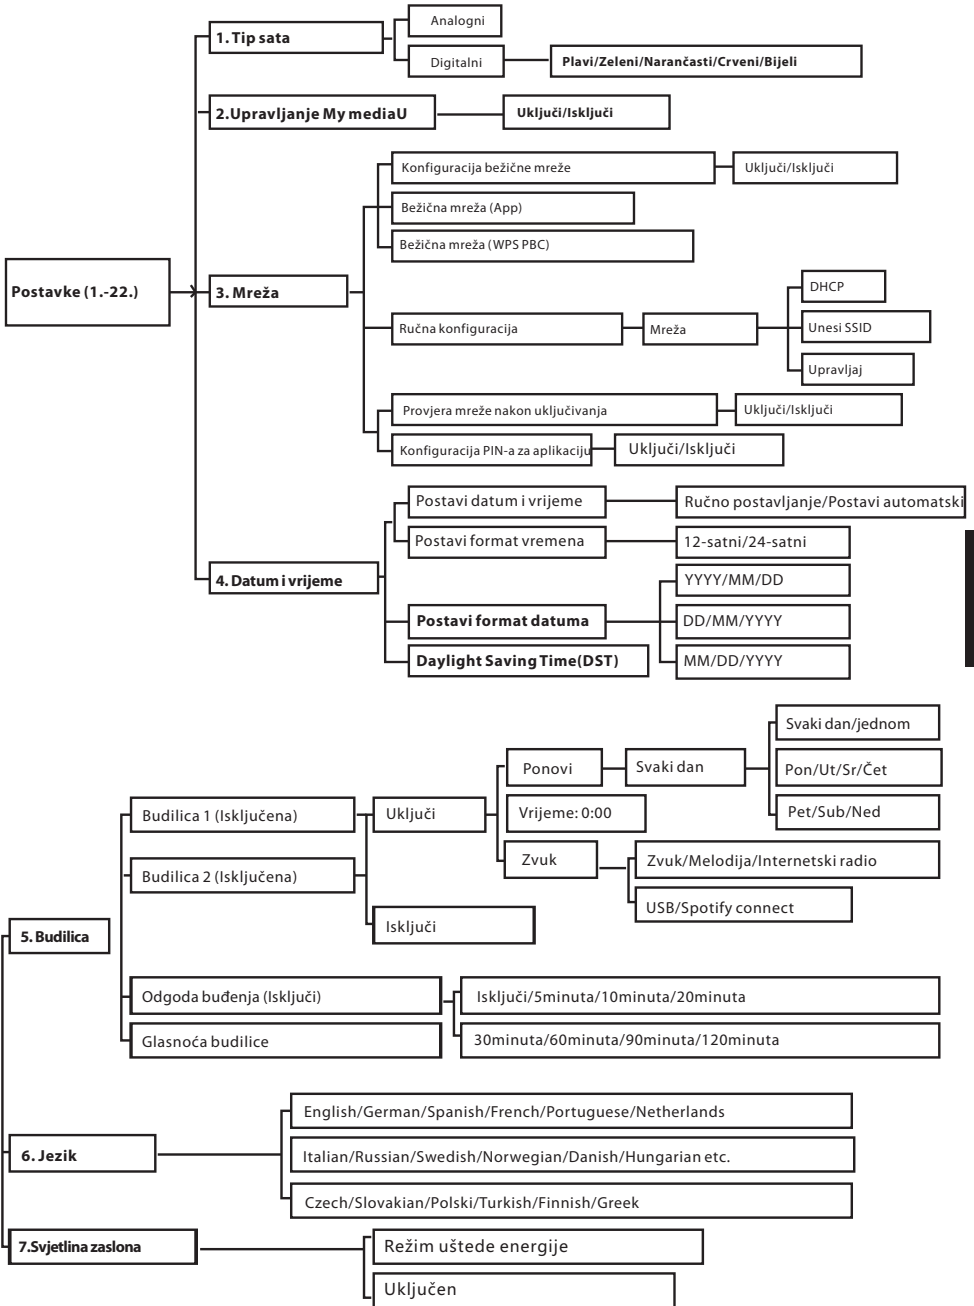 Postavke (1.-22.)
1. Tip sata
Analogni
Digitalni
Plavi/Zeleni/Narančasti/Crveni/Bijeli
2.Upravljanje My mediaU
Uključi/Isključi
3. Mreža
Konfiguracija bežične mreže
Uključi/Isključi
Bežična mreža (App)
Bežična mreža (WPS PBC)
Ručna konfiguracija
Mreža
DHCP
Unesi SSID
Upravljaj
Provjera mreže nakon uključivanja
Uključi/Isključi
Konfiguracija PIN-a za aplikaciju
Uključi/Isključi
4. Datum i vrijeme
Postavi datum i vrijeme
Ručno postavljanje/Postavi automatski
Postavi format vremena
12-satni/24-satni
Postavi format datuma
YYYY/MM/DD
DD/MM/YYYY
MM/DD/YYYY
Daylight Saving Time(DST)
5. Budilica
Budilica 1 (Isključena)
Budilica 2 (Isključena)
Uključi
Ponovi
Svaki dan
Svaki dan/jednom
Pon/Ut/Sr/Čet
Pet/Sub/Ned
Vrijeme: 0:00
Zvuk
Zvuk/Melodija/Internetski radio
USB/Spotify connect
Isključi
Odgoda buđenja (Isključi)
Isključi/5minuta/10minuta/20minuta
30minuta/60minuta/90minuta/120minuta
Glasnoća budilice
6. Jezik
English/German/Spanish/French/Portuguese/Netherlands
Italian/Russian/Swedish/Norwegian/Danish/Hungarian etc.
Czech/Slovakian/Polski/Turkish/Finnish/Greek
7.Svjetlina zaslona
Režim uštede energije
Uključen